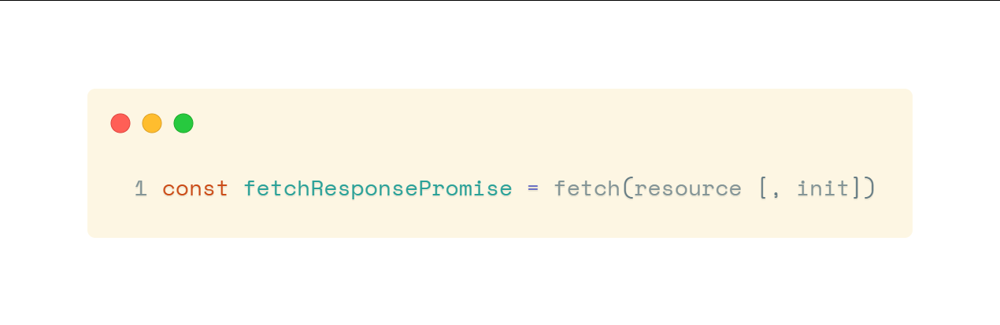 1 const fetchResponsePromise = fetch(resource [, init])